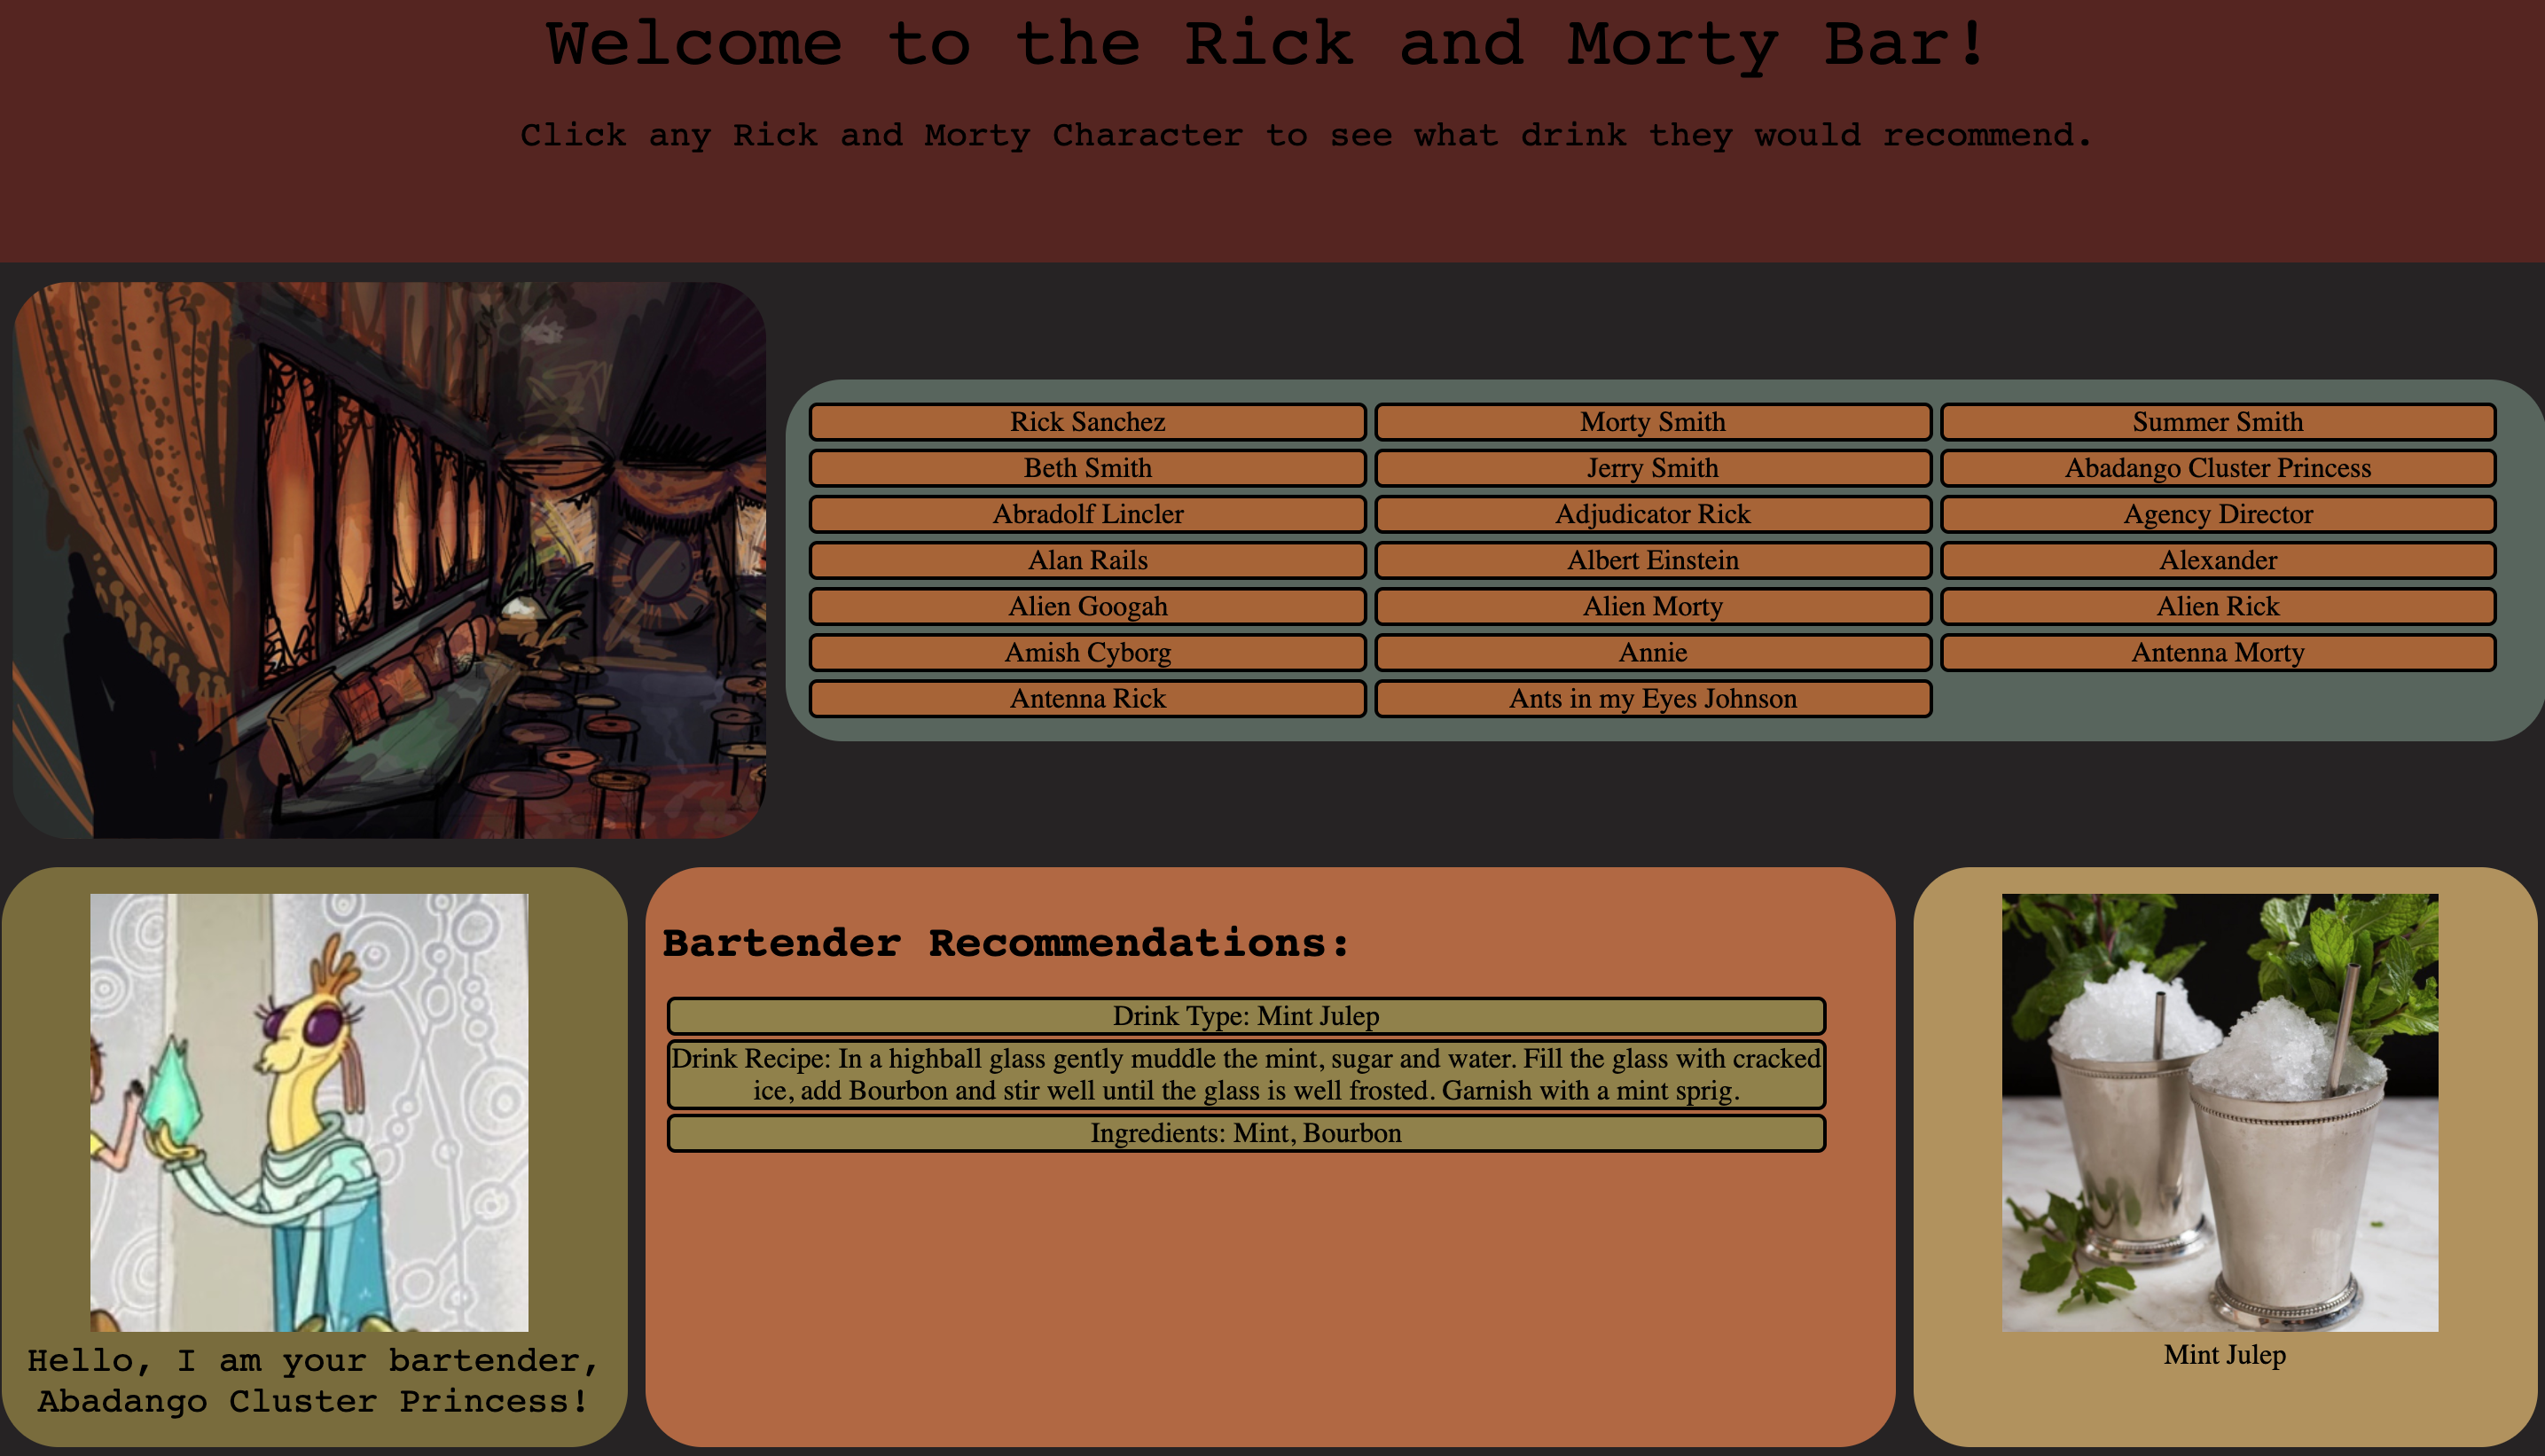 Welcome to the Rick and Morty Bar!
Click any Rick and Morty Character to see what drink they would recommend.
Rick Sanchez
Morty Smith
Summer Smith
Beth Smith
Jerry Smith
Abadango Cluster Princess
Abradolf Lincler
Adjudicator Rick
Agency Director
Alan Rails
Albert Einstein
Alexander
Alien Googah
Alien Morty
Alien Rick
Amish Cyborg
Annie
Antenna Morty
Antenna Rick
Ants in my Eyes Johnson
Hello, I am your bartender,
Abadango Cluster Princess!
Bartender Recommendations:
Drink Type: Mint Julep
Drink Recipe: In a highball glass gently muddle the mint, sugar and water. Fill the glass with cracked
ice, add Bourbon and stir well until the glass is well frosted. Garnish with a mint sprig.
Ingredients: Mint, Bourbon
Mint Julep